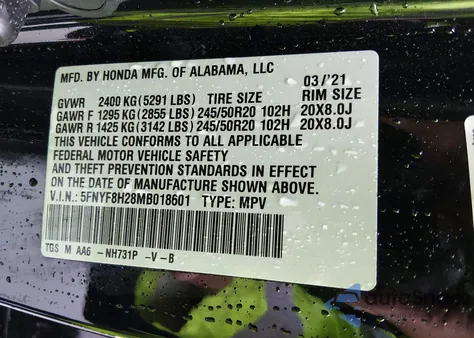 MFD. BY HONDA MFG. OF ALABAMA, LLC 03/'21
GVWR 2400 KG(5291 LBS) TIRE SIZE RIM SIZE
GAWR F 1295 KG(2855 LBS) 245/50R20 102H 20X8.0J
GAWR R 1425 KG(3142 LBS) 245/50R20 102H 20X8.0J
THIS VEHICLE CONFORMS TO ALL APPLICABLE
FEDERAL MOTOR VEHICLE SAFETY
AND THEFT PREVENTION STANDARDS IN EFFECT
ON THE DATE OF MANUFACTURE SHOWN ABOVE.
V.I.N.: 5FNYF8H28MB018601 TYPE: MPV
TGS M AA6 -NH731P -V-B